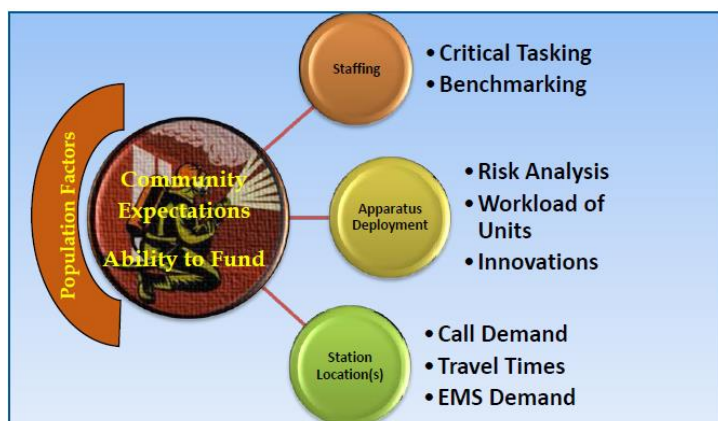 Population Factors
Community
Expectations
Ability to Fund
Staffing
• Critical Tasking
• Benchmarking
Apparatus
Deployment
• Risk Analysis
• Workload of
Units
• Innovations
Station
Location(s)
• Call Demand
• Travel Times
• EMS Demand